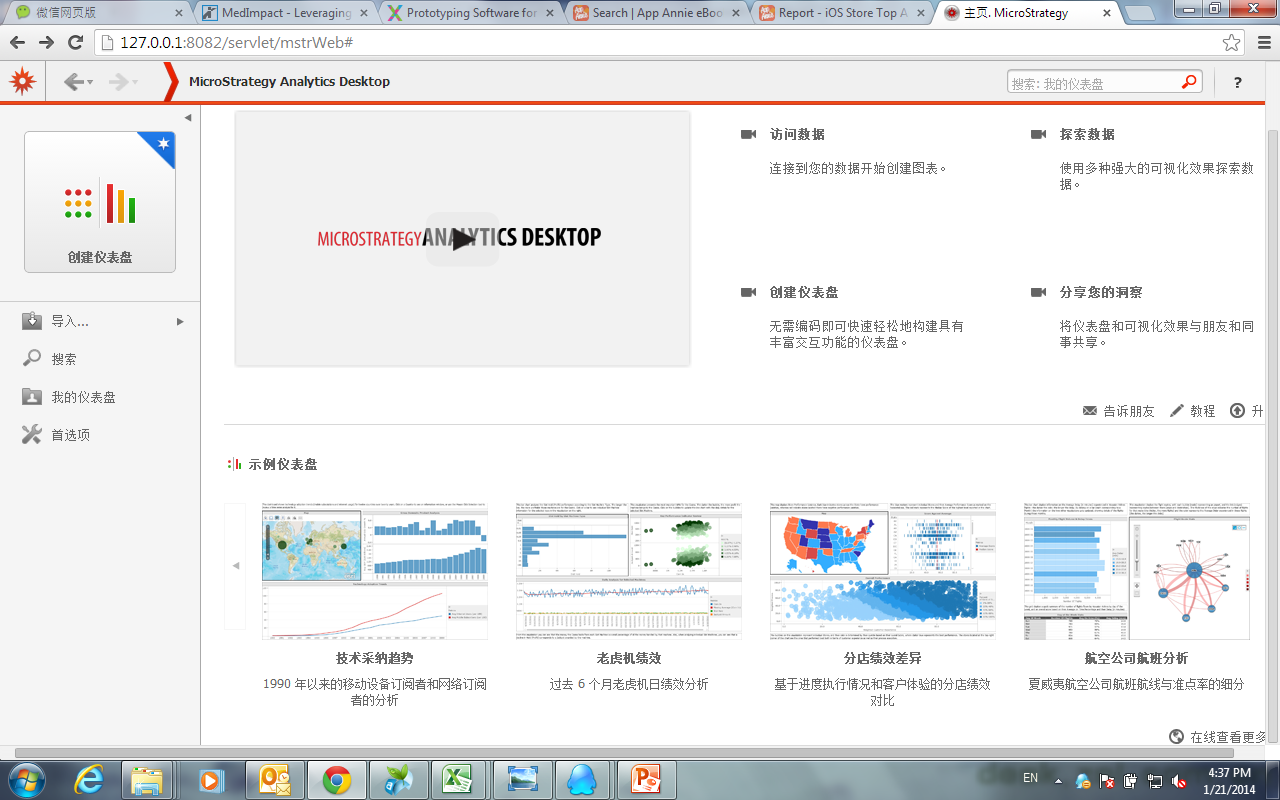 微信网页版
MedImpact - Leveraging
Prototyping Software for
Search | App Annie eBoo
Report - iOS Store Top A
主页. MicroStrategy
127.0.0.1:8082/servlet/mstrWeb#
MicroStrategy Analytics Desktop
搜索: 我的仪表盘
?
创建仪表盘
导入...
搜索
我的仪表盘
首选项
MICROSTRATEGY ANALYTICS DESKTOP
访问数据
连接到您的数据开始创建图表。
探索数据
使用多种强大的可视化效果探索数
据。
创建仪表盘
无需编码即可快速轻松地构建具有
丰富交互功能的仪表盘。
分享您的洞察
将仪表盘和可视化效果与朋友和同
事共享。
告诉朋友
教程
升
示例仪表盘
技术采纳趋势
1990 年以来的移动设备订阅者和网络订阅
者的分析
老虎机绩效
过去 6 个月老虎机日绩效分析
分店绩效差异
基于进度执行情况和客户体验的分店绩效
对比
航空公司航班分析
夏威夷航空公司航班航线与准点率的细分
在线查看更多
EN
4:37 PM
1/21/2014